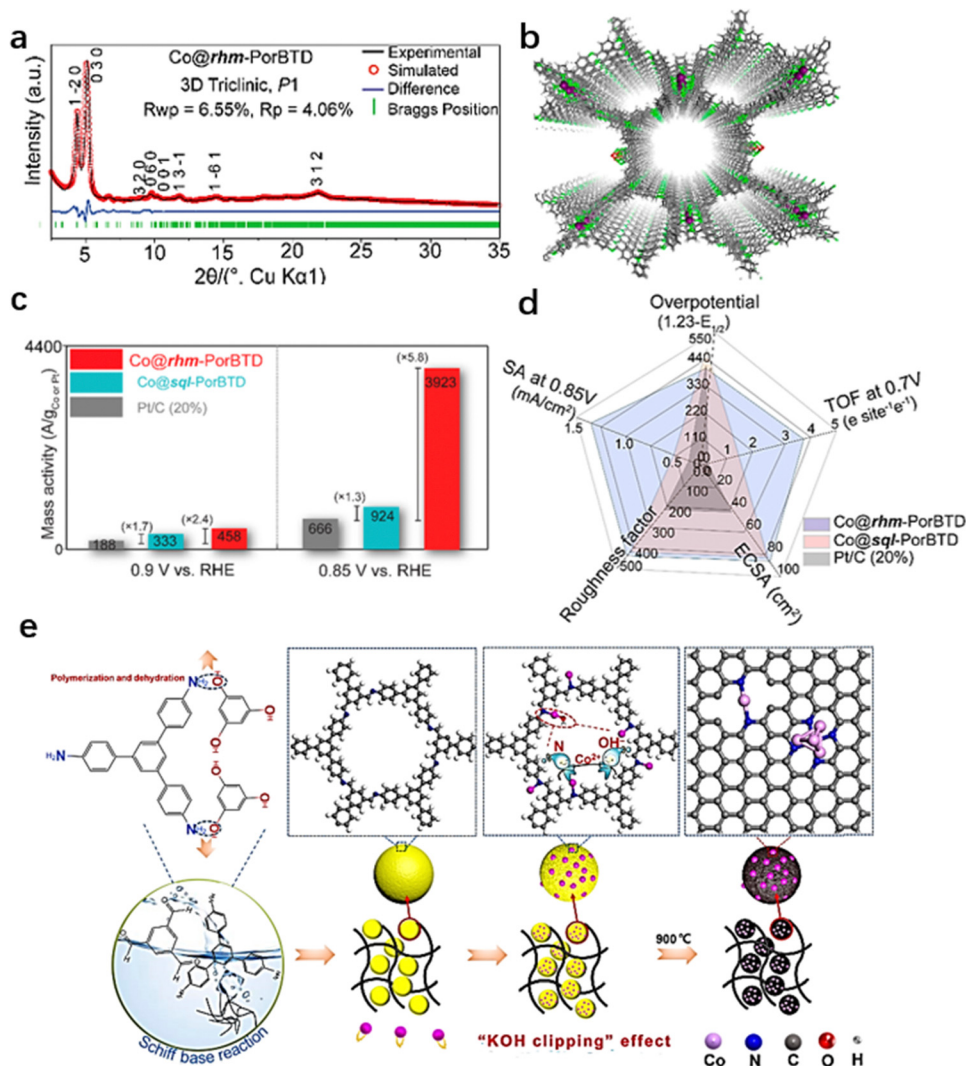 a
Co@rhm-PorBTD
3D Triclinic, P1
Rwp = 6.55%, Rp = 4.06%
Experimental
Simulated
Difference
Braggs Position
Intensity (a.u.)
1 -2 0
0 3 0
3 2 0
0 6 0
0 0 1
1 3 -1
1 -6 1
3 1 2
5 10 15 20 25 30 35
2θ/(°. Cu Kα1)
b
c
4400
0
Mass activity (A/gCo or Pt)
Co@rhm-PorBTD
Co@sql-PorBTD
Pt/C (20%)
188
(×1.7)
333
(×2.4)
458
666
(×1.3)
924
(×5.8)
3923
0.9 V vs. RHE
0.85 V vs. RHE
d
Overpotential
(1.23-E1/2)
550
440
330
220
110
SA at 0.85V
(mA/cm²)
1.5
1.0
0.5
TOF at 0.7V
(e site⁻¹e⁻¹)
1 2 3 4 5
Roughness factor
100
200
400
500
ECSA (cm²)
20
40
60
80
100
Co@rhm-PorBTD
Co@sql-PorBTD
Pt/C (20%)
e
Polymerization and dehydration
H₂N
N
OH
Co²⁺
Schiff base reaction
900℃
"KOH clipping" effect
Co N C O H